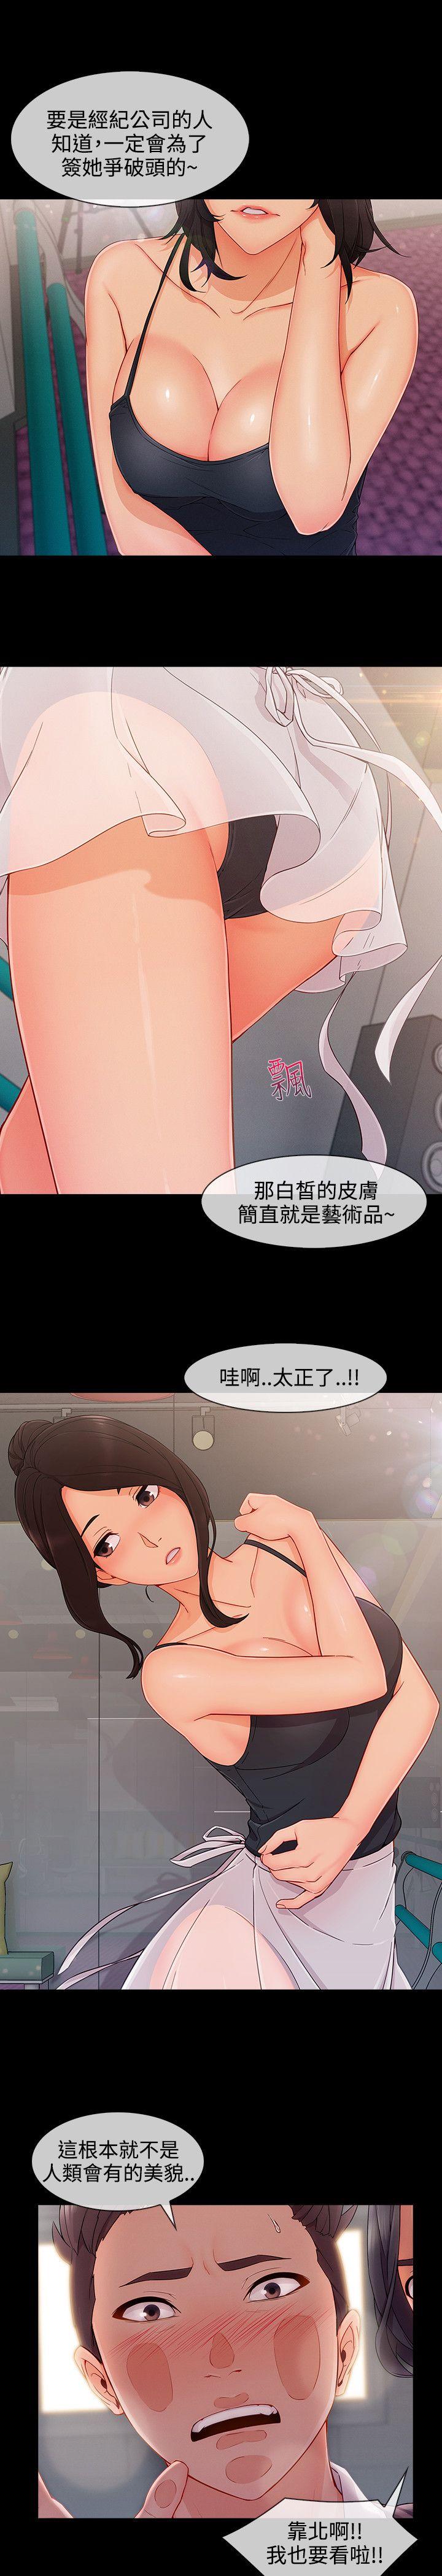 要是經紀公司的人
知道，一定會為了
簽她爭破頭的~
飄
那白皙的皮膚
簡直就是藝術品~
哇啊..太正了..!!
這根本就不是
人類會有的美貌..
靠北啊!!
我也要看啦!!